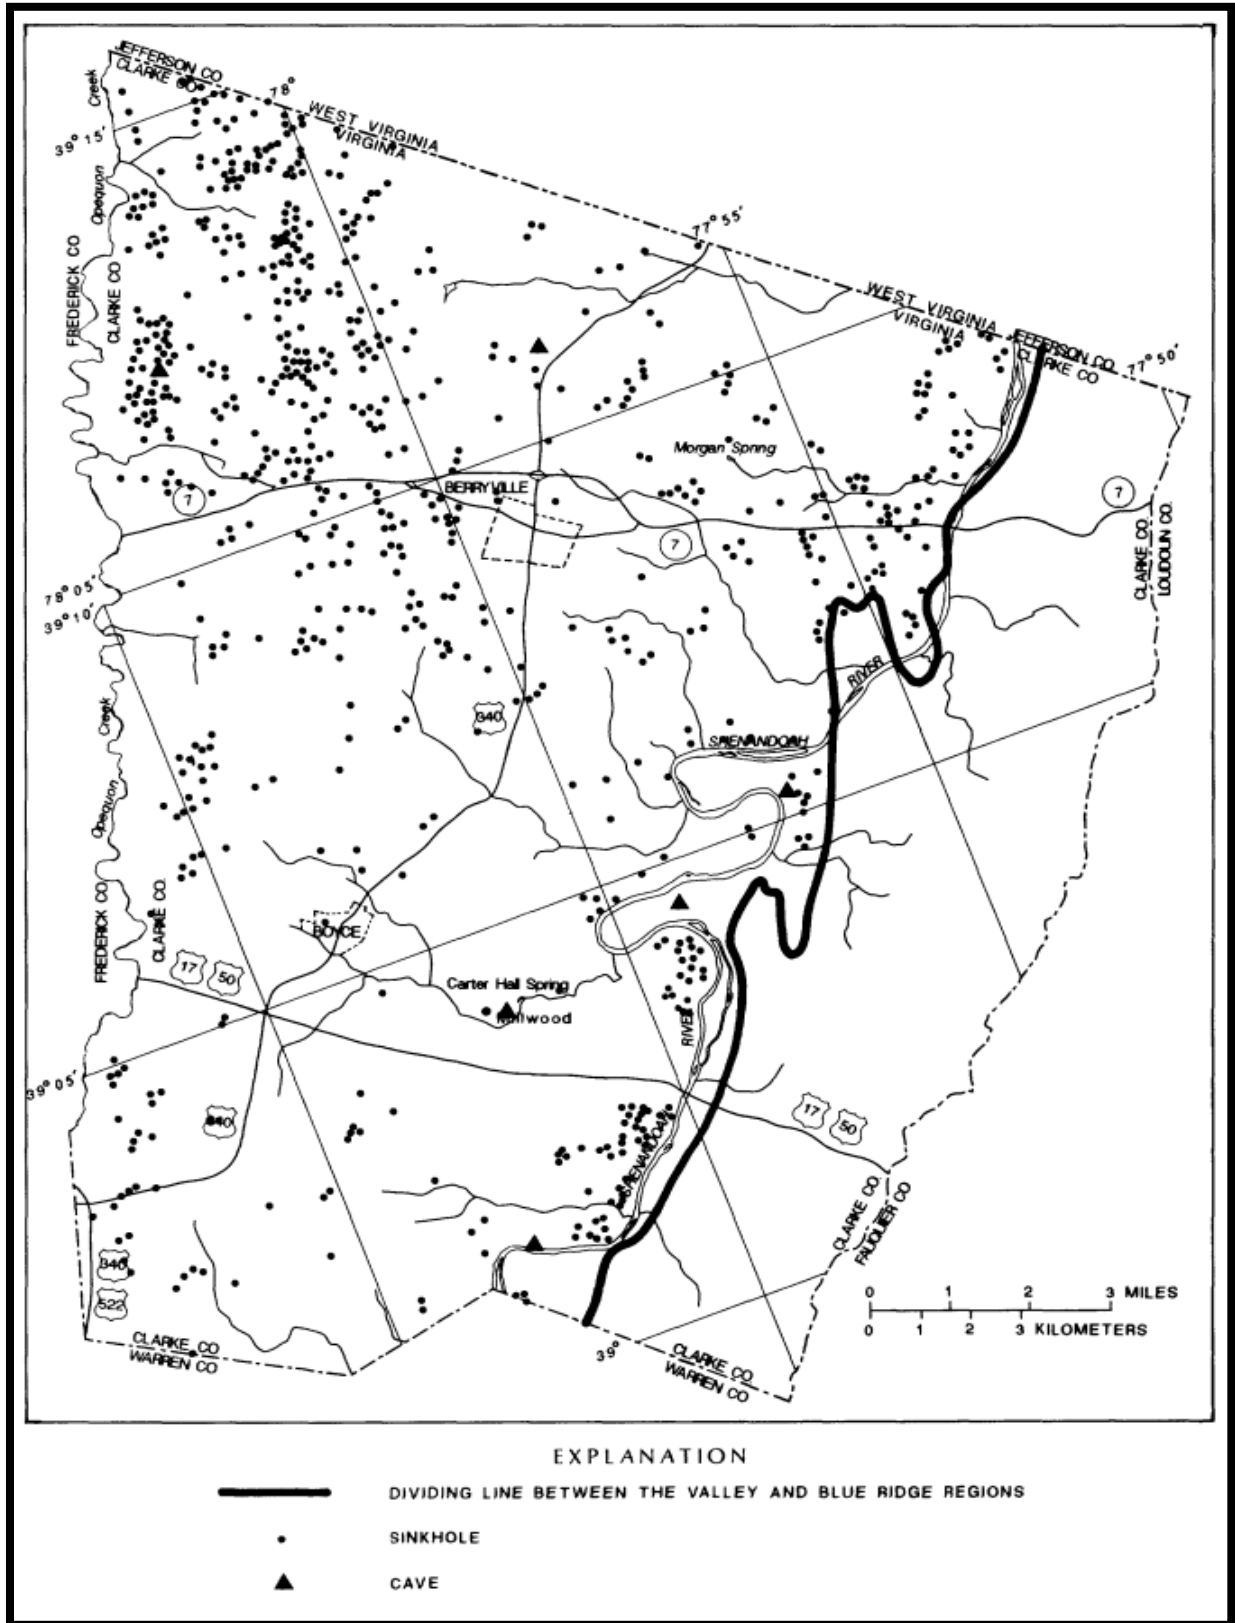 JEFFERSON CO
CLARKE CO
78°
WEST VIRGINIA
VIRGINIA
Creek
39° 15'
Opequon
77° 55'
FREDERICK CO
CLARKE CO
WEST VIRGINIA
VIRGINIA
JEFFERSON CO
CLARKE CO
77° 50'
Morgan Spring
7
BERRYVILLE
7
7
CLARKE CO
LOUDOUN CO.
78° 05'
39° 10'
RIVER
Creek
340
SHENANDOAH
Opequon
FREDERICK CO
CLARKE CO.
BOYCE
17
50
Carter Hall Spring
Millwood
RIVER
39° 05'
340
17
50
SHENANDOAH
CLARKE CO
FAUQUIER CO
340
522
0 1 2 3 MILES
0 1 2 3 KILOMETERS
CLARKE CO
WARREN CO
39°
CLARKE CO
WARREN CO
EXPLANATION
DIVIDING LINE BETWEEN THE VALLEY AND BLUE RIDGE REGIONS
SINKHOLE
CAVE